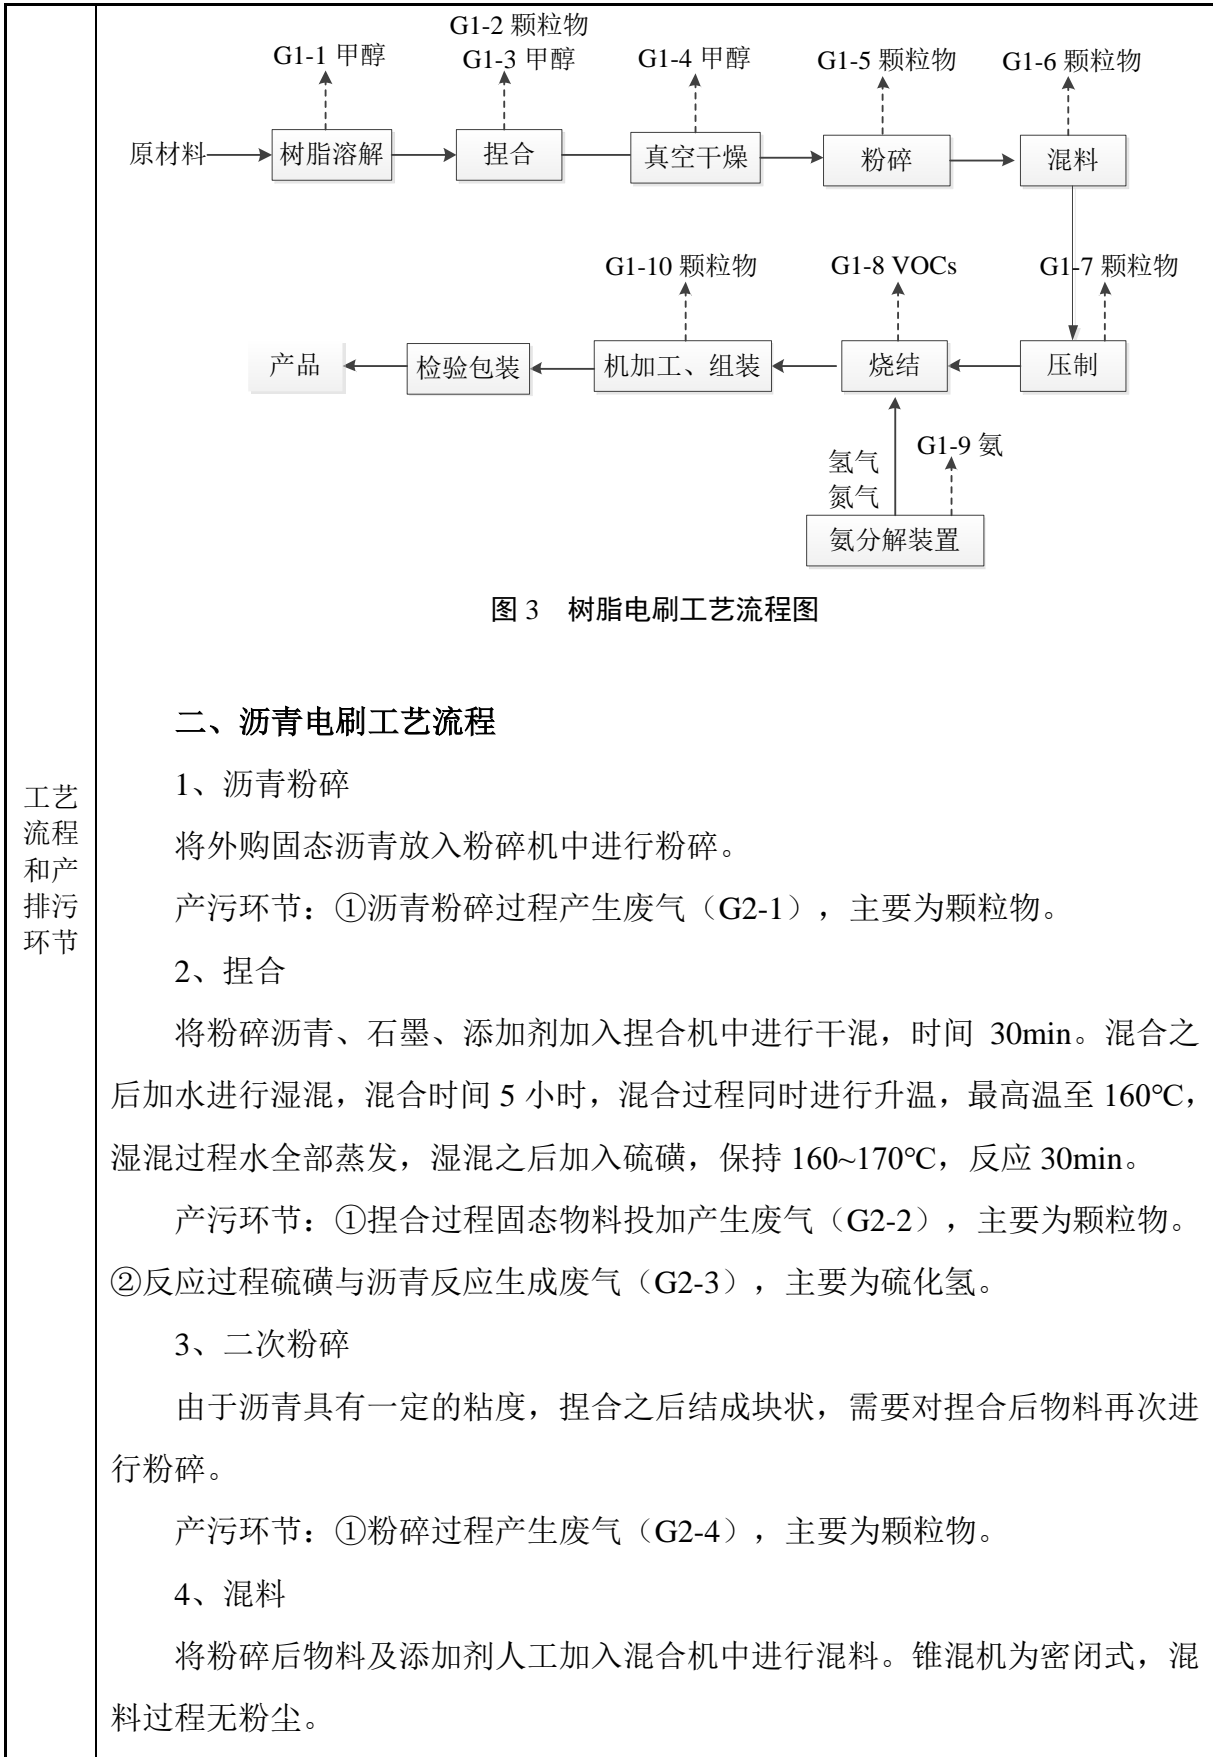 G1-2 颗粒物
G1-1 甲醇 G1-3 甲醇 G1-4 甲醇 G1-5 颗粒物 G1-6 颗粒物
原材料 树脂溶解 捏合 真空干燥 粉碎 混料
G1-10 颗粒物 G1-8 VOCs G1-7 颗粒物
产品 检验包装 机加工、组装 烧结 压制
G1-9 氨
氢气
氮气
氨分解装置
图 3 树脂电刷工艺流程图
工艺
流程
和产
排污
环节
二、沥青电刷工艺流程
1、沥青粉碎
将外购固态沥青放入粉碎机中进行粉碎。
产污环节：①沥青粉碎过程产生废气（G2-1），主要为颗粒物。
2、捏合
将粉碎沥青、石墨、添加剂加入捏合机中进行干混，时间 30min。混合之
后加水进行湿混，混合时间 5 小时，混合过程同时进行升温，最高温至 160℃，
湿混过程水全部蒸发，湿混之后加入硫磺，保持 160~170℃，反应 30min。
产污环节：①捏合过程固态物料投加产生废气（G2-2），主要为颗粒物。
②反应过程硫磺与沥青反应生成废气（G2-3），主要为硫化氢。
3、二次粉碎
由于沥青具有一定的粘度，捏合之后结成块状，需要对捏合后物料再次进
行粉碎。
产污环节：①粉碎过程产生废气（G2-4），主要为颗粒物。
4、混料
将粉碎后物料及添加剂人工加入混合机中进行混料。锥混机为密闭式，混
料过程无粉尘。